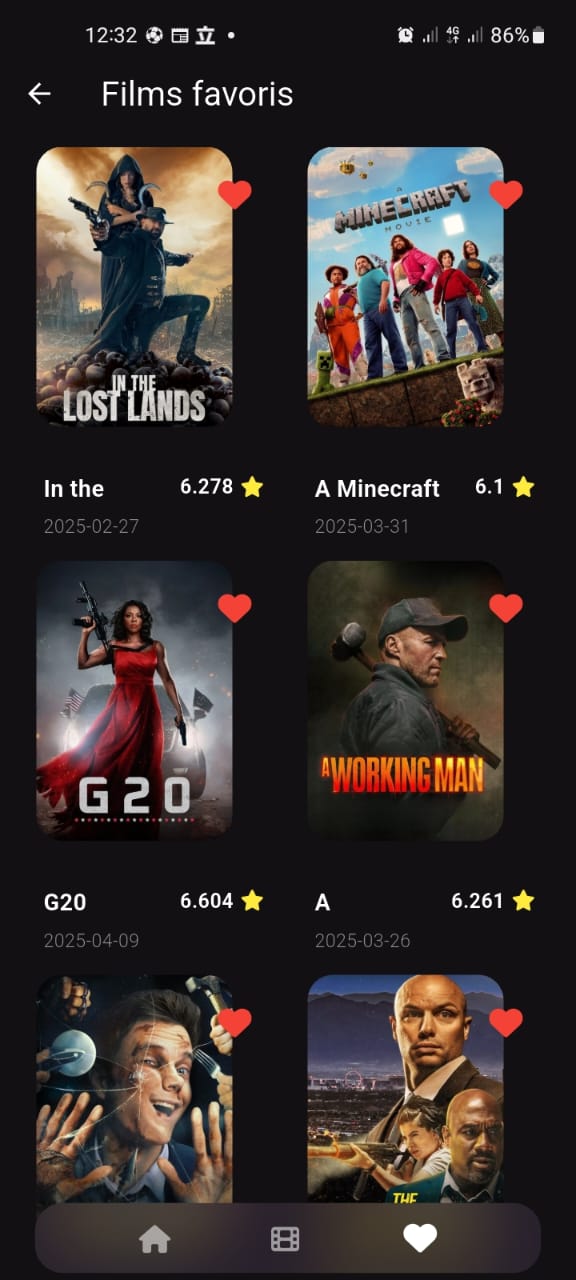 12:32 立 4G 86%
Films favoris
IN THE
LOST LANDS
A
MINECRAFT
MOVIE
In the 6.278
A Minecraft 6.1
2025-02-27
2025-03-31
G20
A WORKING MAN
G20 6.604
A 6.261
2025-04-09
2025-03-26
THE